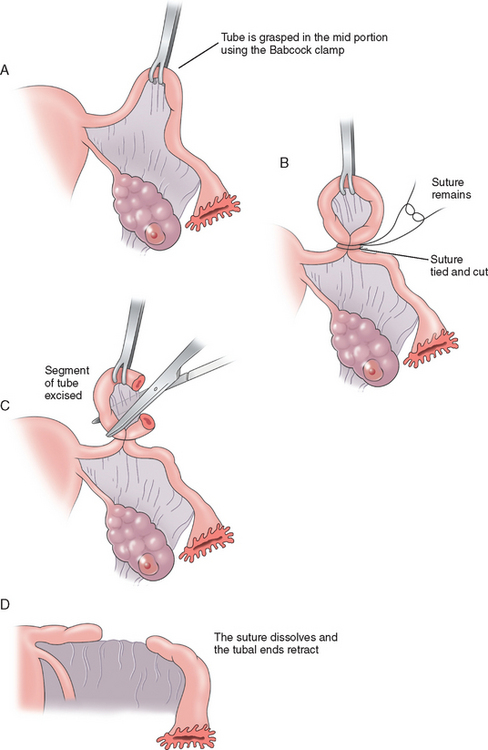 Tube is grasped in the mid portion
using the Babcock clamp
A
B
Suture
remains
Suture
tied and cut
Segment
of tube
excised
C
D
The suture dissolves and
the tubal ends retract